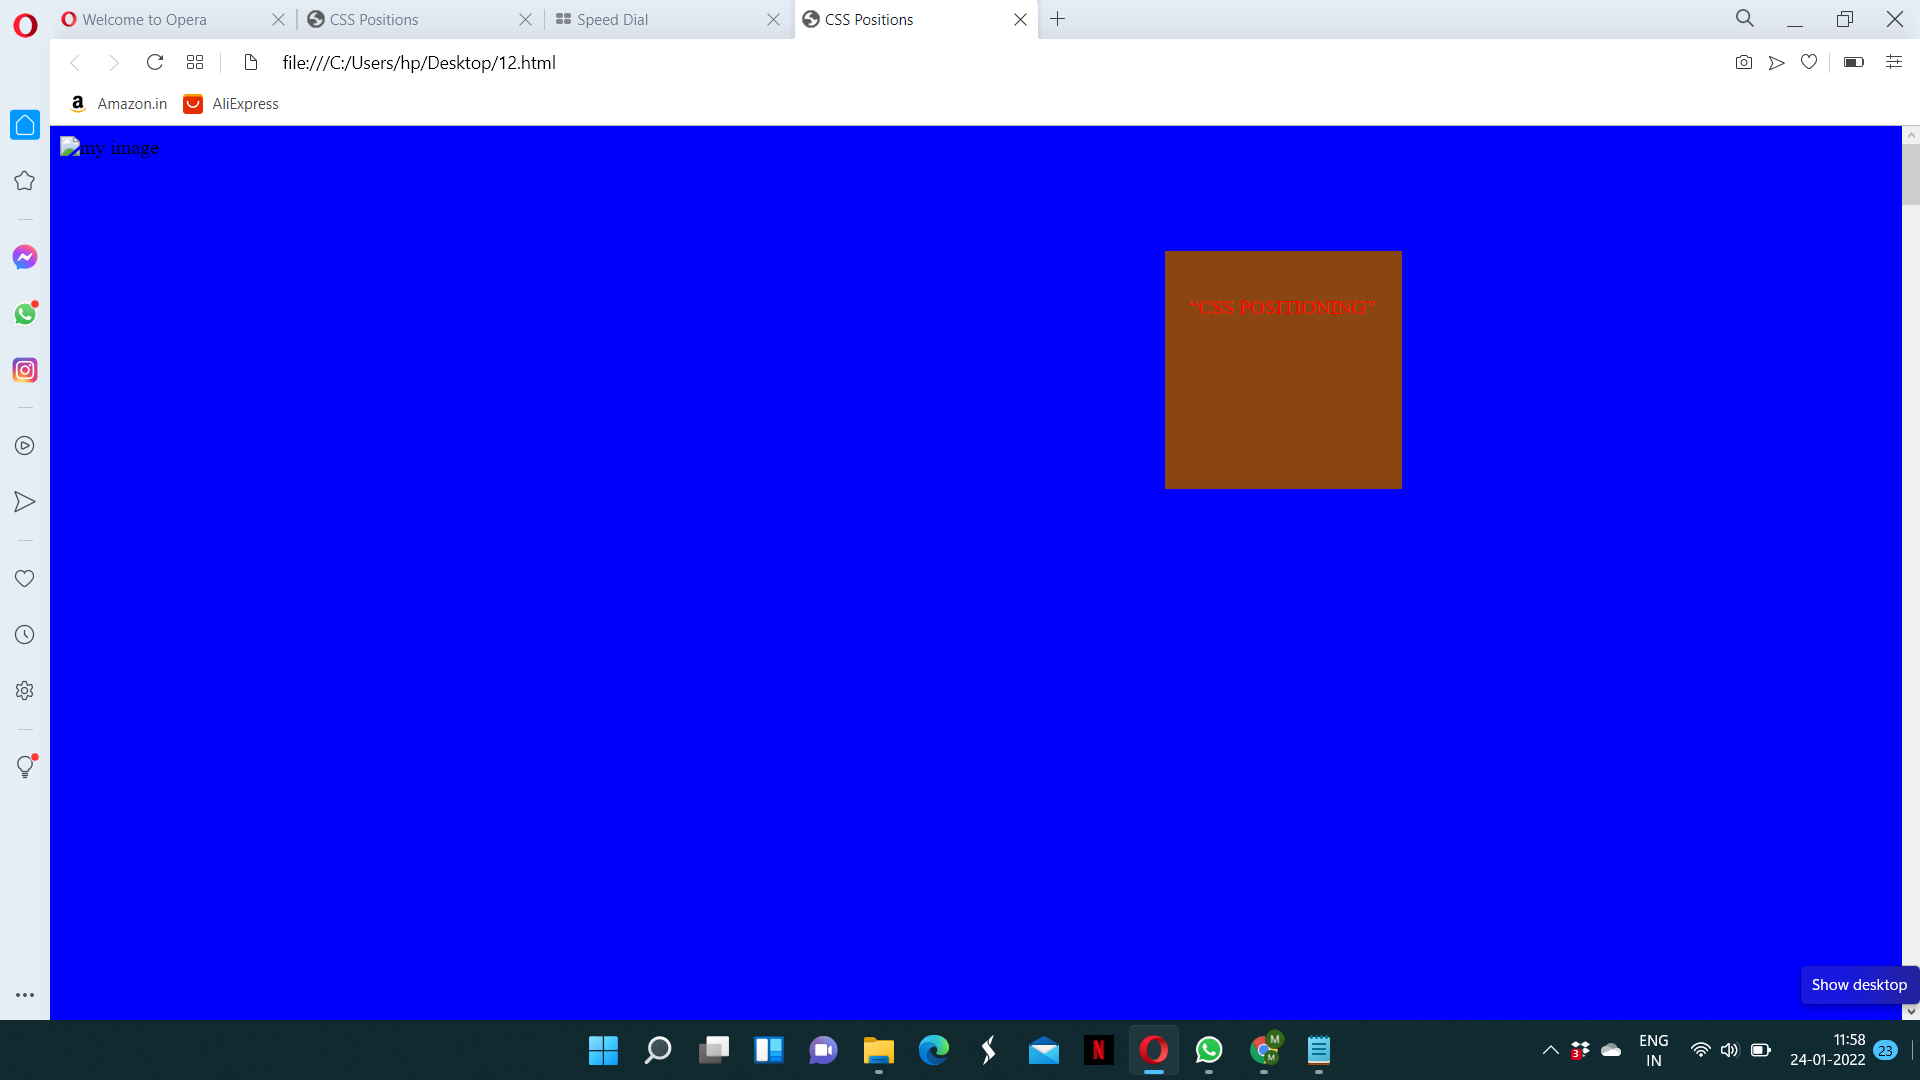 Welcome to Opera
CSS Positions
Speed Dial
CSS Positions
file:///C:/Users/hp/Desktop/12.html
Amazon.in
AliExpress
my image
“CSS POSITIONING”
Show desktop
3
ENG
IN
11:58
24-01-2022
23
M
M